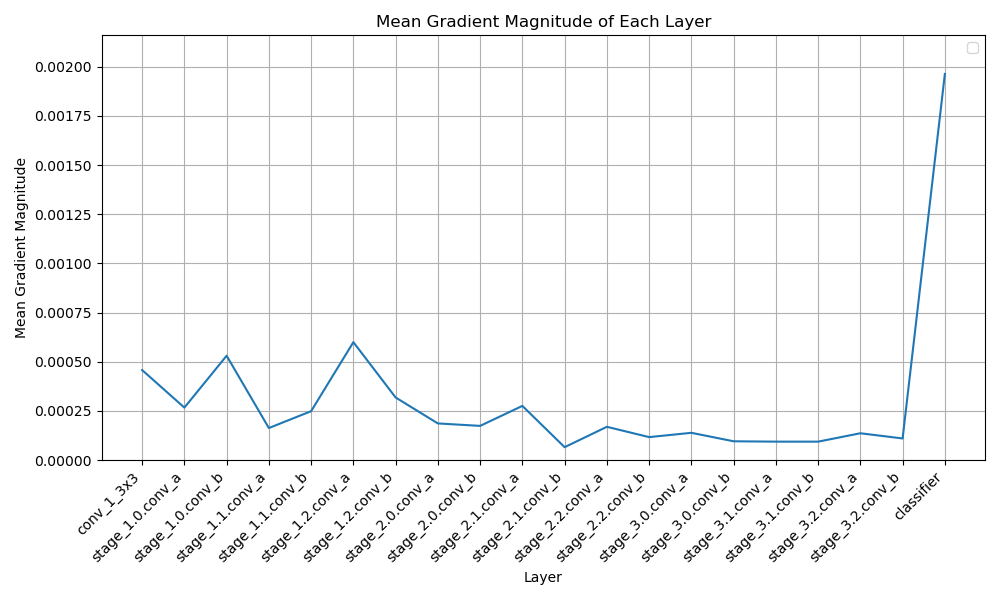 Mean Gradient Magnitude of Each Layer
Mean Gradient Magnitude
0.00200
0.00175
0.00150
0.00125
0.00100
0.00075
0.00050
0.00025
0.00000
conv_1_3x3
stage_1.0.conv_a
stage_1.0.conv_b
stage_1.1.conv_a
stage_1.1.conv_b
stage_1.2.conv_a
stage_1.2.conv_b
stage_2.0.conv_a
stage_2.0.conv_b
stage_2.1.conv_a
stage_2.1.conv_b
stage_2.2.conv_a
stage_2.2.conv_b
stage_3.0.conv_a
stage_3.0.conv_b
stage_3.1.conv_a
stage_3.1.conv_b
stage_3.2.conv_a
stage_3.2.conv_b
classifier
Layer